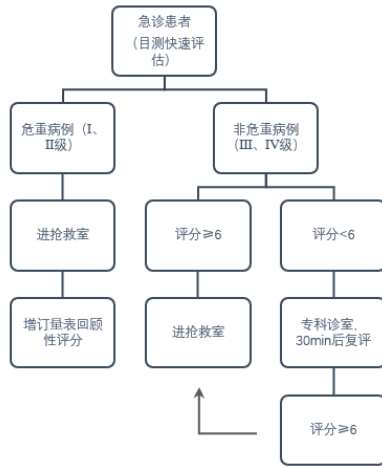 急诊患者
（目测快速评
估）
危重病例（I、
II级）
非危重病例
（III、IV级）
进抢救室
评分≥6
评分<6
增订量表回顾
性评分
进抢救室
专科诊室，
30min后复评
评分≥6